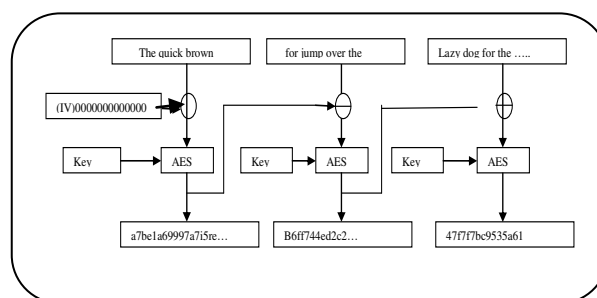 The quick brown
for jump over the
Lazy dog for the …..
(IV)0000000000000
Key
AES
Key
AES
Key
AES
a7be1a69997a7i5re…
B6ff744ed2c2…
47f7f7bc9535a61